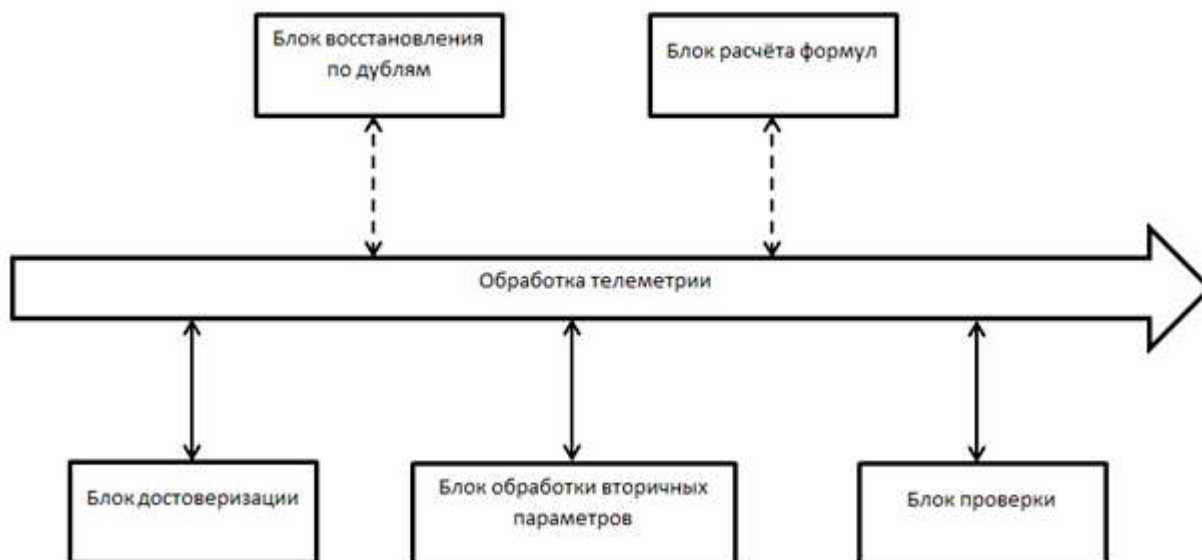 Блок восстановления
по дублям
Блок расчёта формул
Обработка телеметрии
Блок достоверизации
Блок обработки вторичных
параметров
Блок проверки